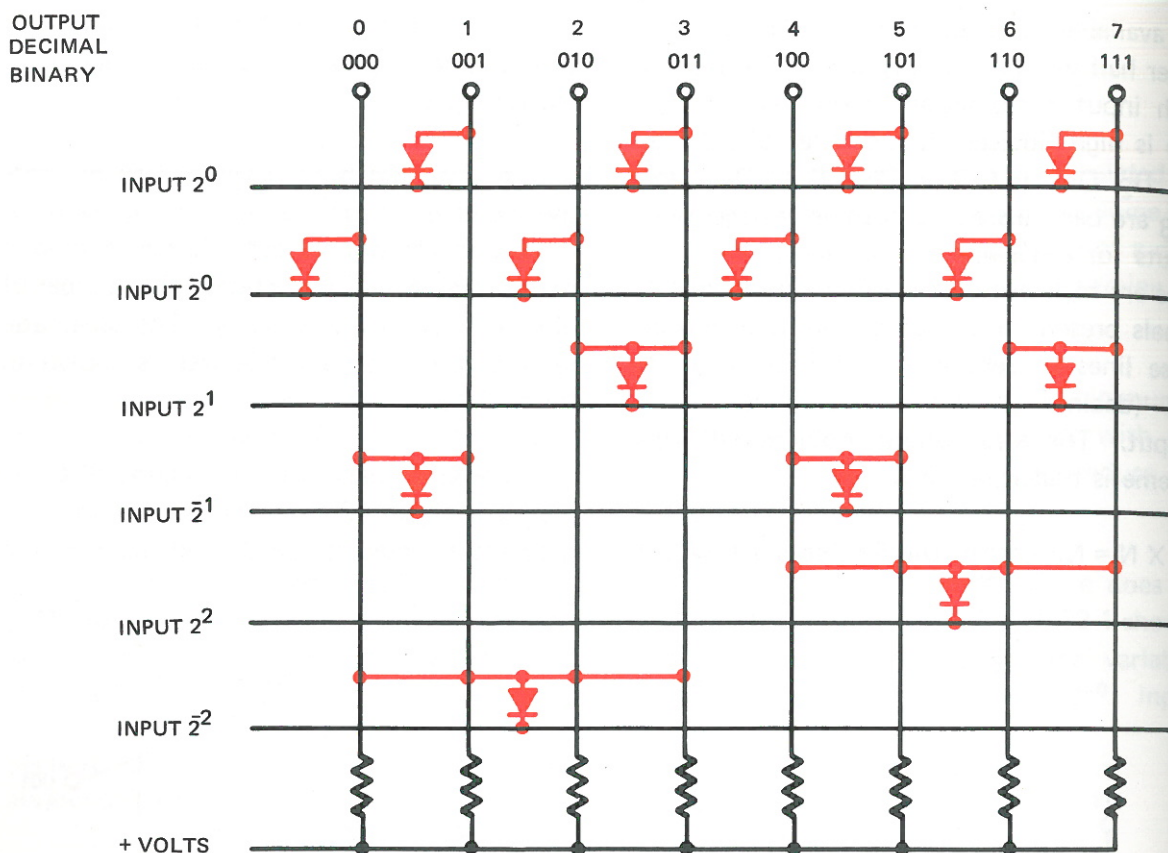 OUTPUT
DECIMAL 0 1 2 3 4 5 6 7
BINARY 000 001 010 011 100 101 110 111
INPUT 2⁰
INPUT 2̄⁰
INPUT 2¹
INPUT 2̄¹
INPUT 2²
INPUT 2̄²
+ VOLTS